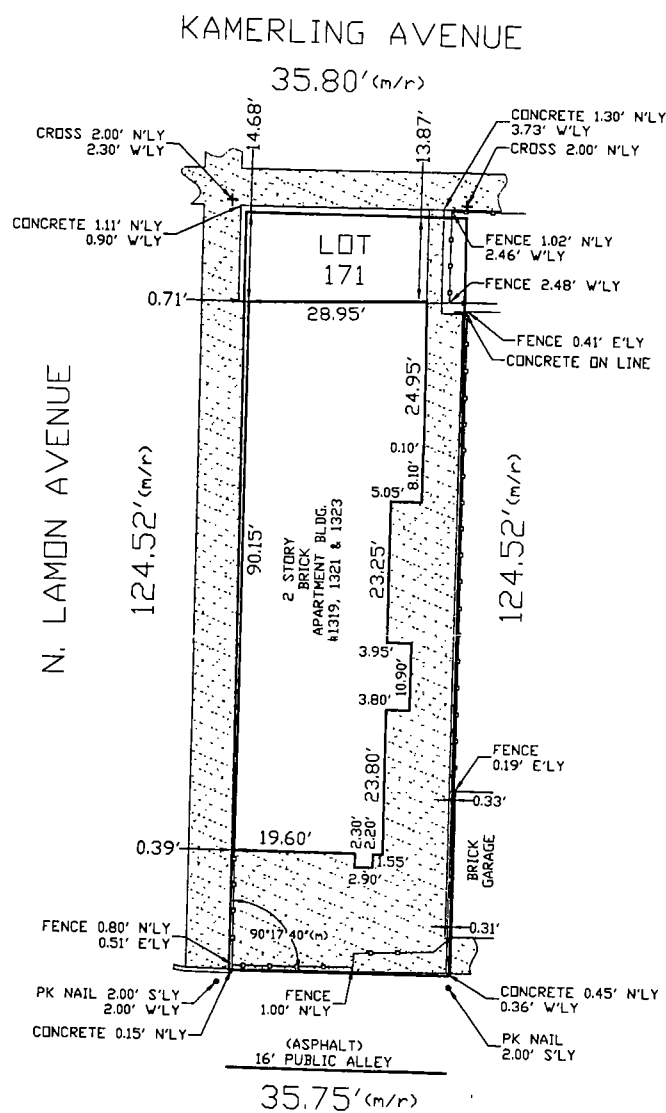 KAMERLING AVENUE
35.80'(m/r)
14.68'
13.87'
CROSS 2.00' N'LY
2.30' W'LY
CONCRETE 1.30' N'LY
3.73' W'LY
CROSS 2.00' N'LY
CONCRETE 1.11' N'LY
0.90' W'LY
LOT
171
FENCE 1.02' N'LY
2.46' W'LY
0.71'
28.95'
FENCE 2.48' W'LY
FENCE 0.41' E'LY
CONCRETE ON LINE
N. LAMON AVENUE
124.52'(m/r)
90.15'
24.95'
0.10'
8.10'
5.05'
2 STORY
BRICK
APARTMENT BLDG.
#1319, 1321 & 1323
23.25'
124.52'(m/r)
3.95'
10.90'
3.80'
23.80'
FENCE
0.19' E'LY
0.33'
0.39'
19.60'
2.30'
2.20'
1.55'
2.90'
BRICK
GARAGE
FENCE 0.80' N'LY
0.51' E'LY
90°17'40"(m)
0.31'
PK NAIL 2.00' S'LY
2.00' W'LY
CONCRETE 0.15' N'LY
FENCE
1.00' N'LY
CONCRETE 0.45' N'LY
0.36' W'LY
PK NAIL
2.00' S'LY
(ASPHALT)
16' PUBLIC ALLEY
35.75'(m/r)